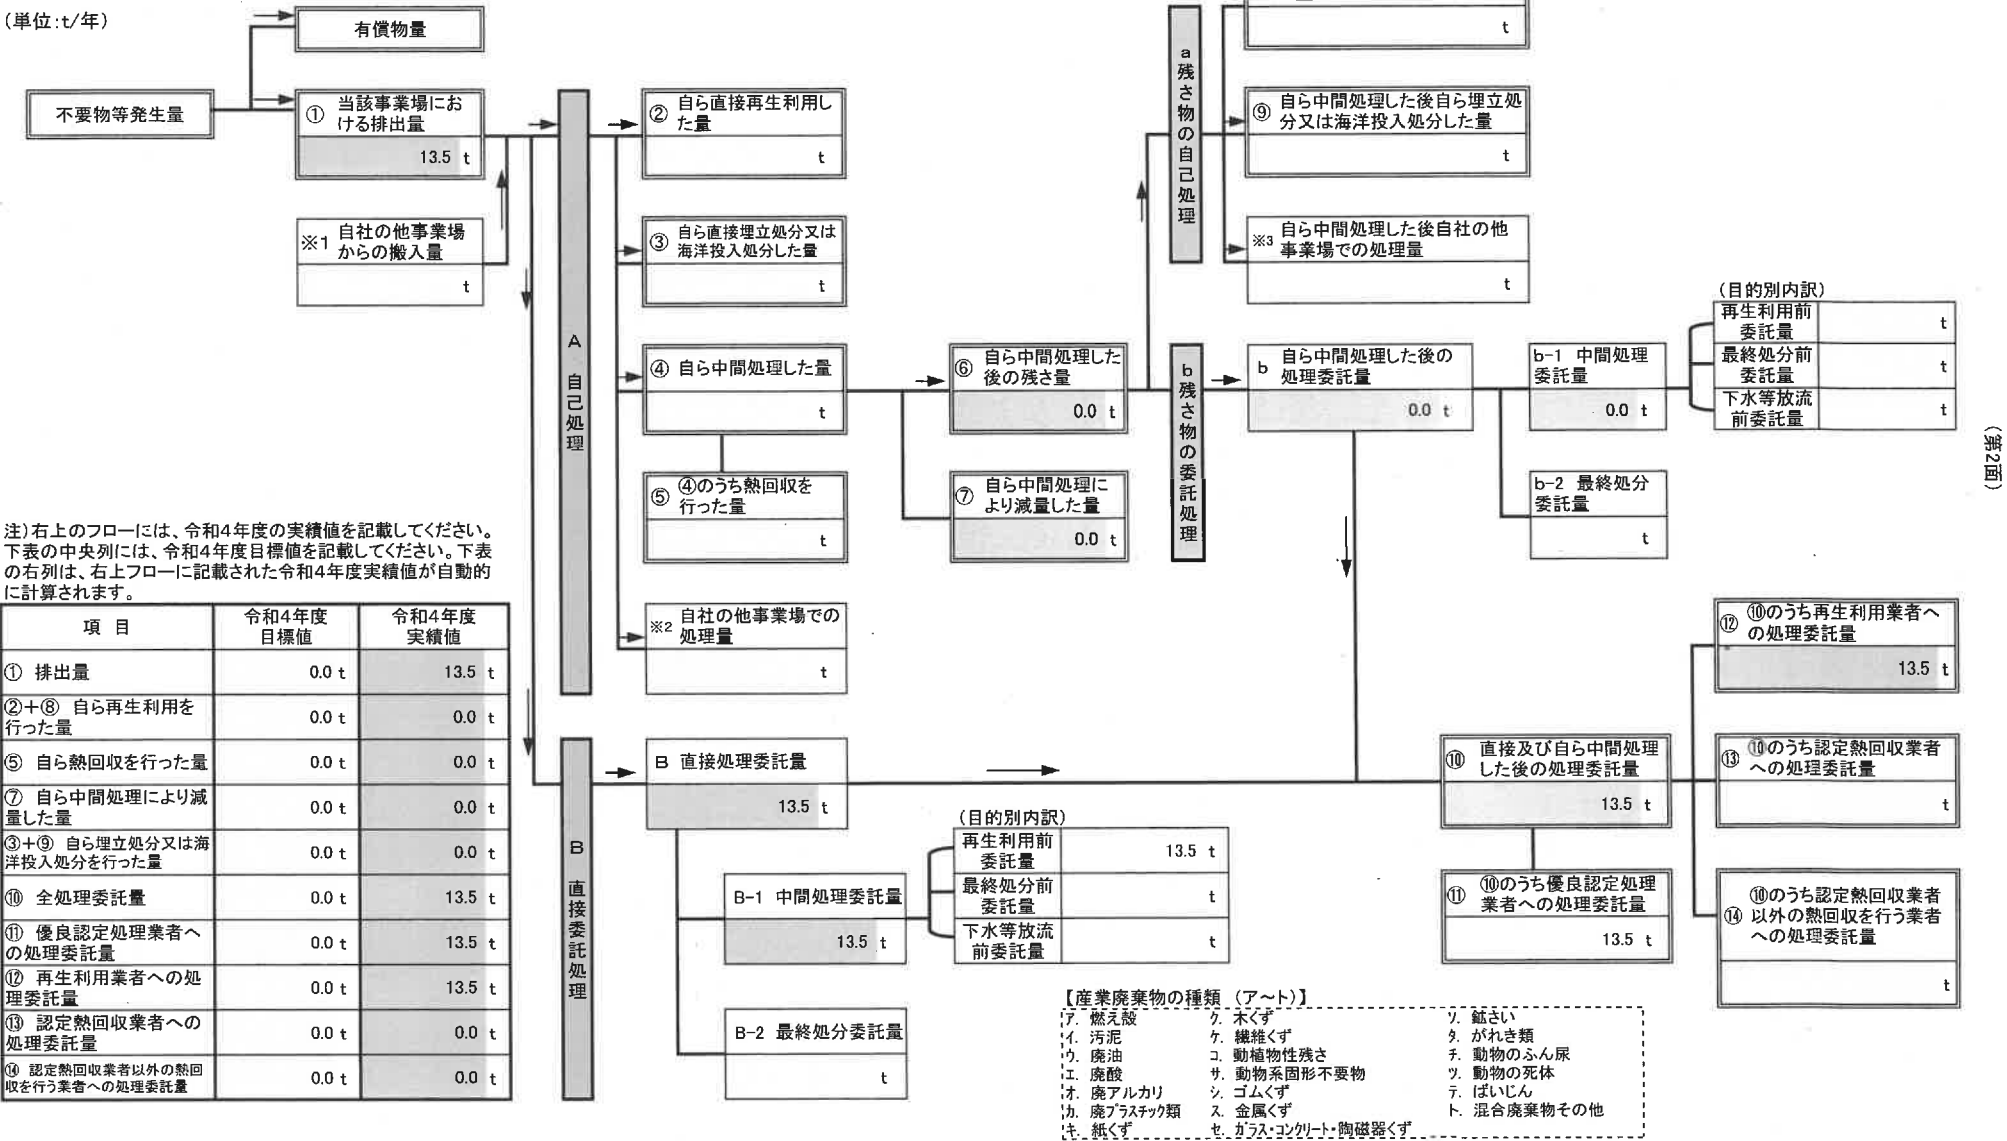 (単位:t/年)
有償物量
不要物等発生量
① 当該事業場にお
ける排出量
13.5 t
※1 自社の他事業場
からの搬入量
t
A 自己処理
② 自ら直接再生利用し
た量
t
③ 自ら直接埋立処分又は
海洋投入処分した量
t
④ 自ら中間処理した量
t
⑤ ④のうち熱回収を
行った量
t
※2 自社の他事業場での
処理量
t
⑥ 自ら中間処理した
後の残さ量
0.0 t
⑦ 自ら中間処理に
より減量した量
0.0 t
a 残さ物の自己処理
t
⑨ 自ら中間処理した後自ら埋立処
分又は海洋投入処分した量
t
※3 自ら中間処理した後自社の他
事業場での処理量
t
b 残さ物の委託処理
b 自ら中間処理した後の
処理委託量
0.0 t
b-1 中間処理
委託量
0.0 t
b-2 最終処分
委託量
t
(目的別内訳)
再生利用前
委託量
t
最終処分前
委託量
t
下水等放流
前委託量
t
(第2面)
注)右上のフローには、令和4年度の実績値を記載してください。
下表の中央列には、令和4年度目標値を記載してください。下表
の右列は、右上フローに記載された令和4年度実績値が自動的
に計算されます。
項 目 令和4年度
目標値 令和4年度
実績値
① 排出量 0.0 t 13.5 t
②+⑧ 自ら再生利用を
行った量 0.0 t 0.0 t
⑤ 自ら熱回収を行った量 0.0 t 0.0 t
⑦ 自ら中間処理により減
量した量 0.0 t 0.0 t
③+⑨ 自ら埋立処分又は海
洋投入処分を行った量 0.0 t 0.0 t
⑩ 全処理委託量 0.0 t 13.5 t
⑪ 優良認定処理業者へ
の処理委託量 0.0 t 13.5 t
⑫ 再生利用業者への処
理委託量 0.0 t 13.5 t
⑬ 認定熱回収業者への
処理委託量 0.0 t 0.0 t
⑭ 認定熱回収業者以外の熱回
収を行う業者への処理委託量 0.0 t 0.0 t
B 直接委託処理
B 直接処理委託量
13.5 t
B-1 中間処理委託量
13.5 t
B-2 最終処分委託量
t
(目的別内訳)
再生利用前
委託量
13.5 t
最終処分前
委託量
t
下水等放流
前委託量
t
⑩ 直接及び自ら中間処理
した後の処理委託量
13.5 t
⑪ ⑩のうち優良認定処理
業者への処理委託量
13.5 t
⑫ ⑩のうち再生利用業者へ
の処理委託量
13.5 t
⑬ ⑩のうち認定熱回収業者
への処理委託量
t
⑭ ⑩のうち認定熱回収業者
以外の熱回収を行う業者
への処理委託量
t
【産業廃棄物の種類 (ア～ト)】
ア. 燃え殻 ク. 木くず ソ. 鉱さい
イ. 汚泥 ケ. 繊維くず タ. がれき類
ウ. 廃油 コ. 動植物性残さ チ. 動物のふん尿
エ. 廃酸 サ. 動物系固形不要物 ツ. 動物の死体
オ. 廃アルカリ シ. ゴムくず テ. ばいじん
カ. 廃プラスチック類 ス. 金属くず ト. 混合廃棄物その他
キ. 紙くず セ. ガラス・コンクリート・陶磁器くず